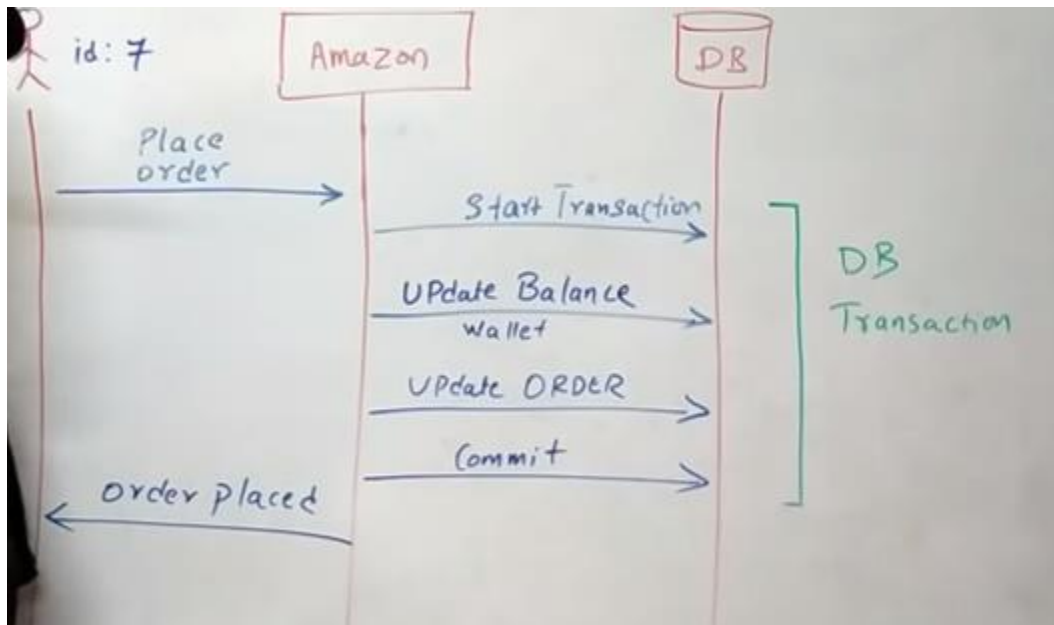 id: 7
Amazon
DB
Place
order
Start Transaction
DB
Transaction
UPdate Balance
Wallet
UPdate ORDER
Commit
Order Placed